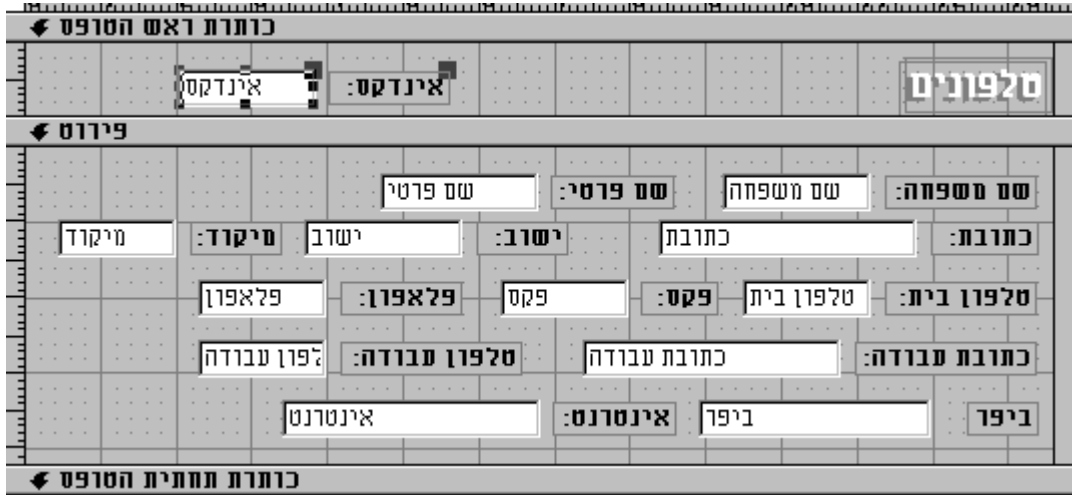 כותרת ראש הטופס
טלפונים אינדקס: אינדקס
פירוט
שם משפחה: שם משפחה שם פרטי: שם פרטי
כתובת: כתובת ישוב: ישוב מיקוד: מיקוד
טלפון בית: טלפון בית פקס: פקס פלאפון: פלאפון
כתובת עבודה: כתובת עבודה טלפון עבודה: לפון עבודה
ביפר ביפר אינטרנט: אינטרנט
כותרת תחתית הטופס